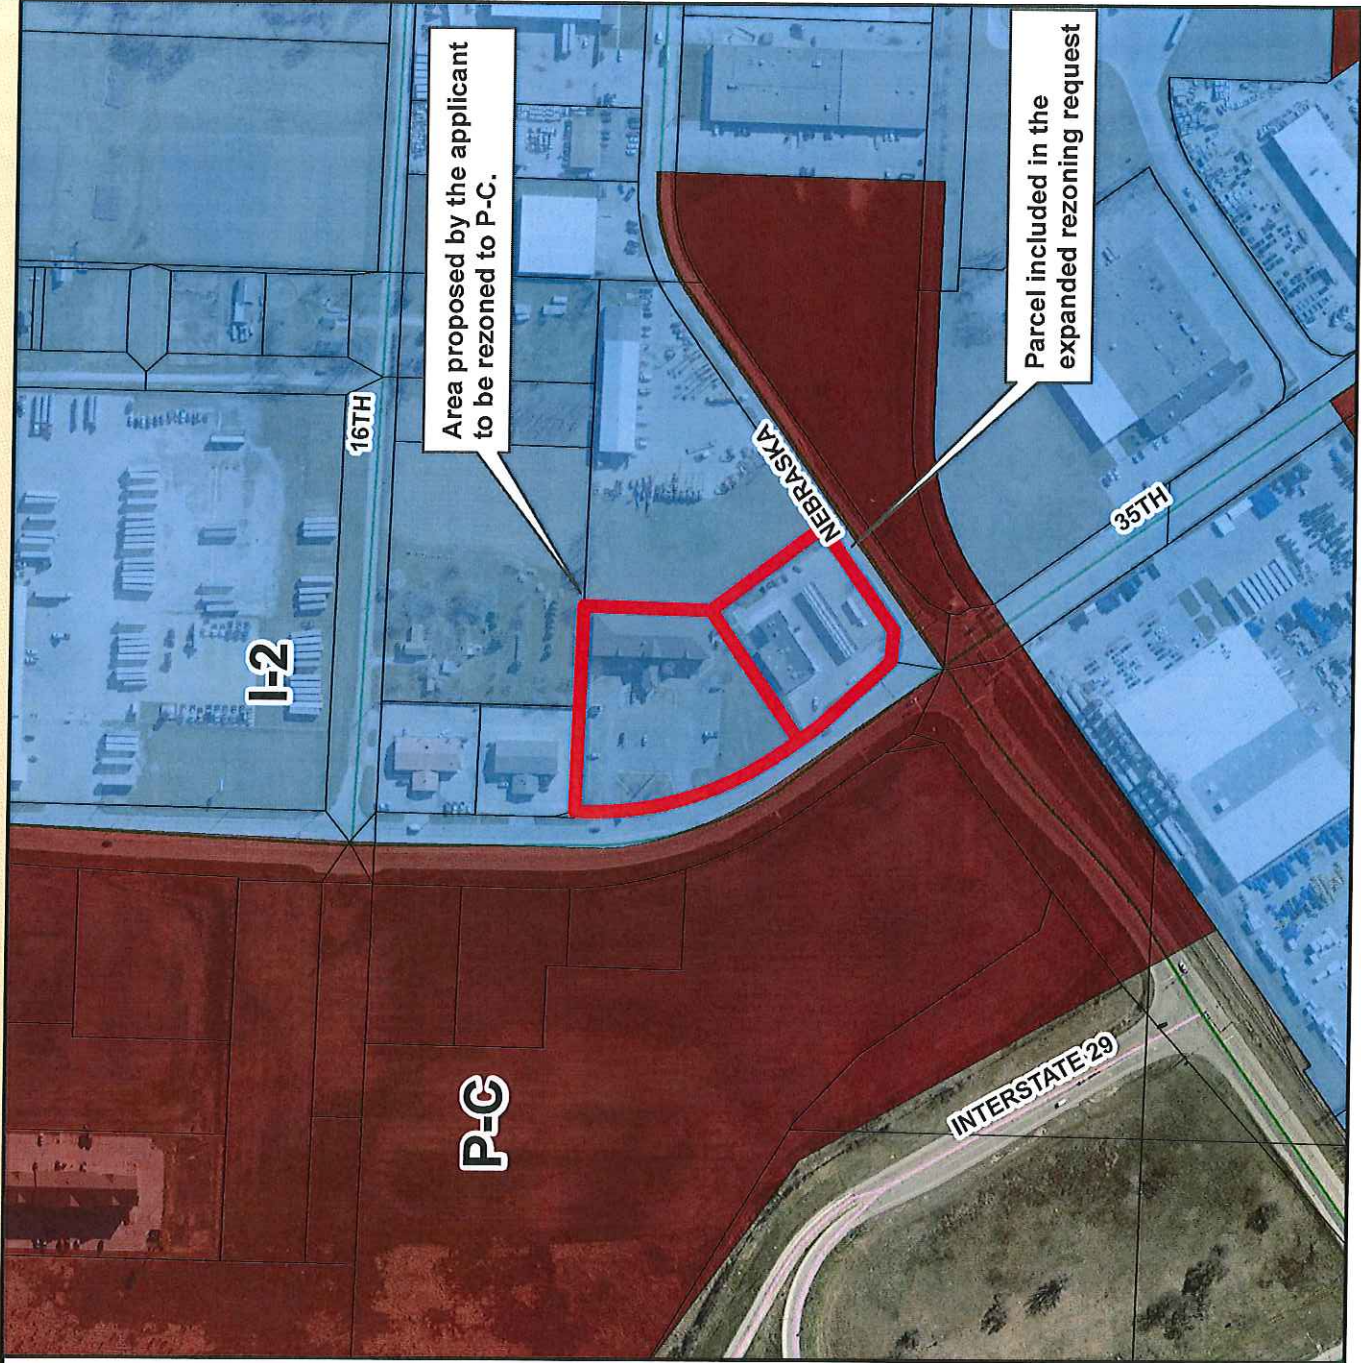 Area proposed by the applicant
to be rezoned to P-C.
Parcel included in the
expanded rezoning request
16TH
I-2
NEBRASKA
35TH
P-C
INTERSTATE 29